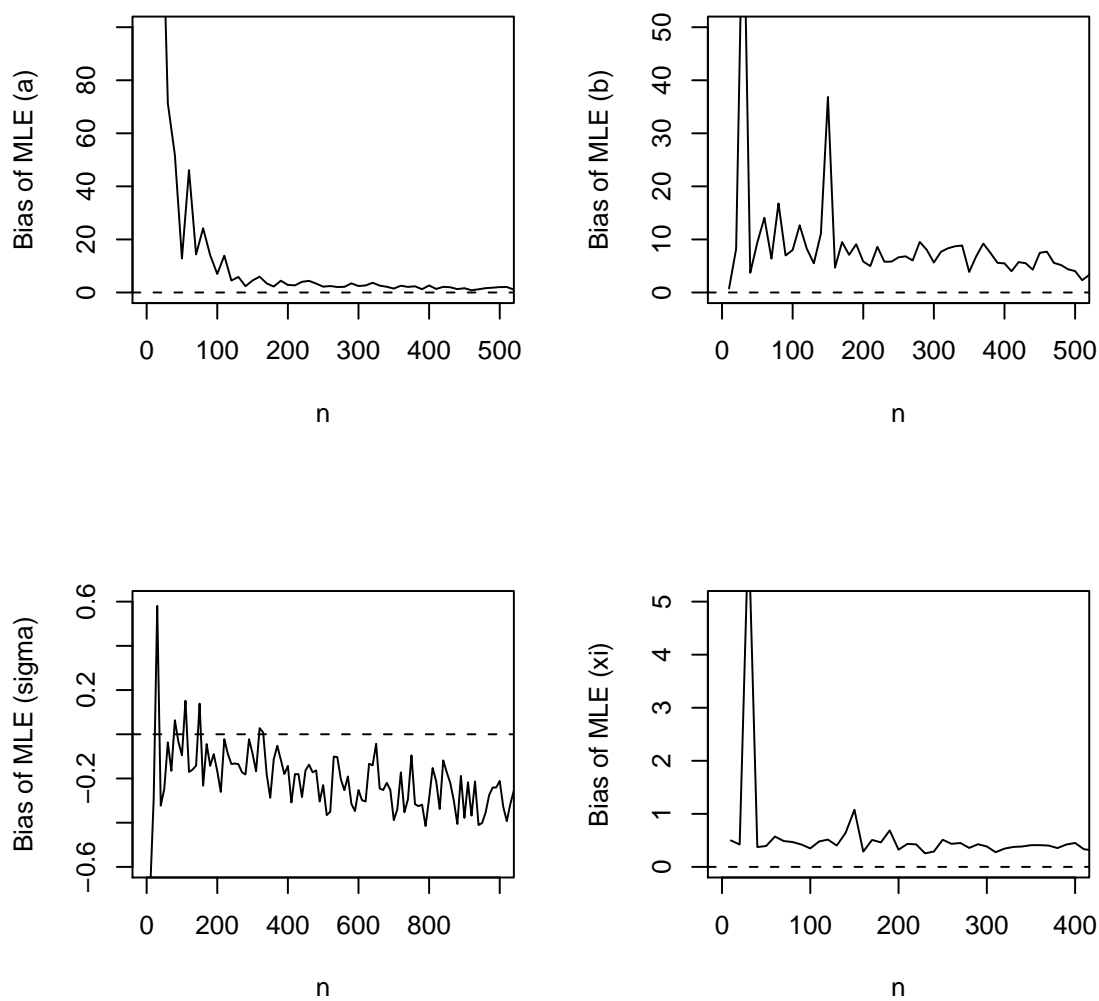 Bias of MLE (a)
80
60
40
20
0
0 100 200 300 400 500
n
Bias of MLE (b)
50
40
30
20
10
0
0 100 200 300 400 500
n
Bias of MLE (sigma)
0.6
0.2
−0.2
−0.6
0 200 400 600 800
n
Bias of MLE (xi)
5
4
3
2
1
0
0 100 200 300 400
n